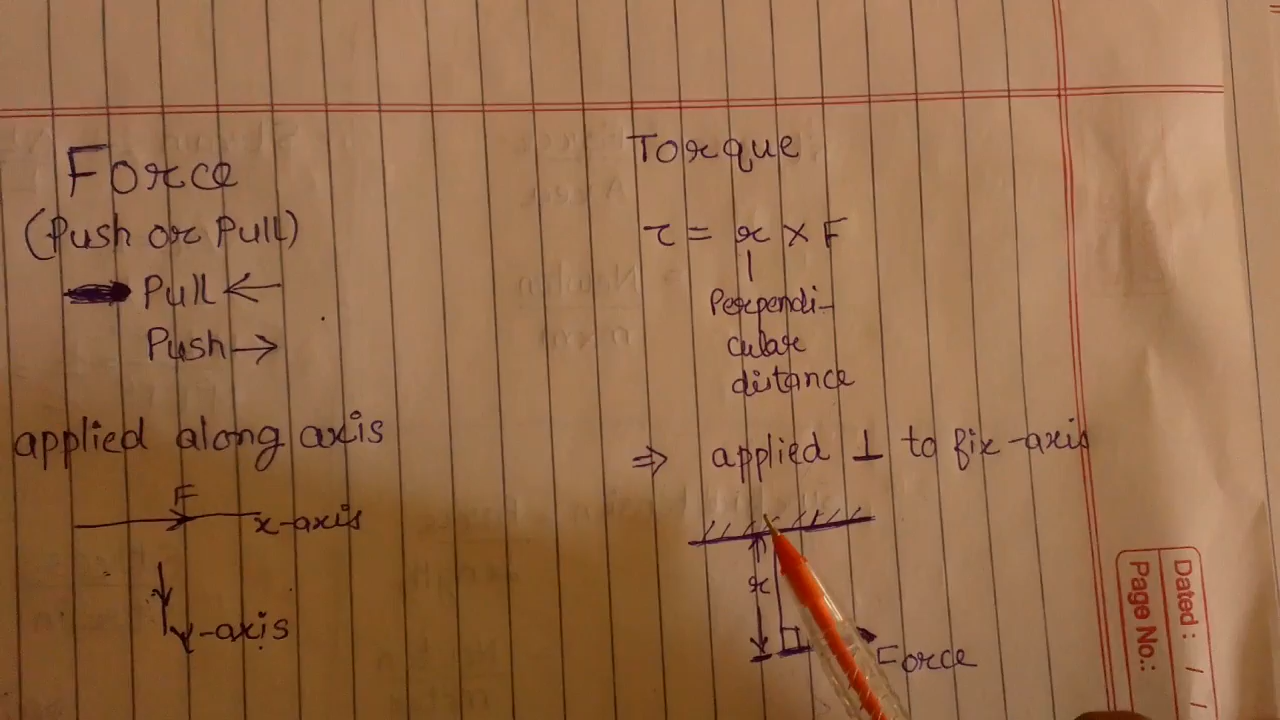 Force
(Push or Pull)
Pull ←
Push →
applied along axis
F
x-axis
Y-axis
Torque
τ = r × F
Perpendi-
cular
distance
⇒ applied ⊥ to fix-axis
r
Force
Dated : / /
Page No.: